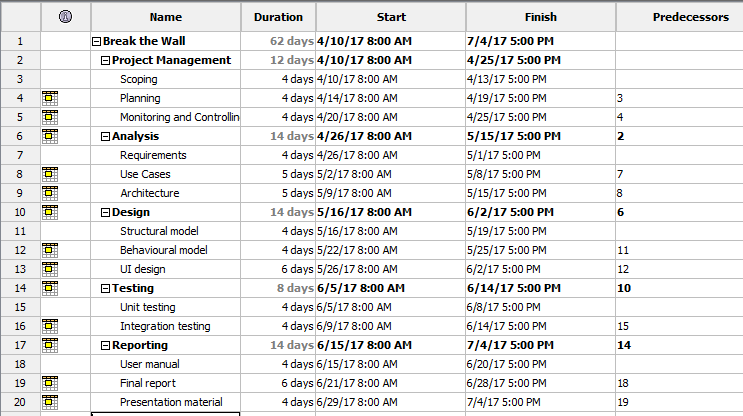 Name Duration Start Finish Predecessors
1 Break the Wall 62 days 4/10/17 8:00 AM 7/4/17 5:00 PM
2 Project Management 12 days 4/10/17 8:00 AM 4/25/17 5:00 PM
3 Scoping 4 days 4/10/17 8:00 AM 4/13/17 5:00 PM
4 Planning 4 days 4/14/17 8:00 AM 4/19/17 5:00 PM 3
5 Monitoring and Controllin 4 days 4/20/17 8:00 AM 4/25/17 5:00 PM 4
6 Analysis 14 days 4/26/17 8:00 AM 5/15/17 5:00 PM 2
7 Requirements 4 days 4/26/17 8:00 AM 5/1/17 5:00 PM
8 Use Cases 5 days 5/2/17 8:00 AM 5/8/17 5:00 PM 7
9 Architecture 5 days 5/9/17 8:00 AM 5/15/17 5:00 PM 8
10 Design 14 days 5/16/17 8:00 AM 6/2/17 5:00 PM 6
11 Structural model 4 days 5/16/17 8:00 AM 5/19/17 5:00 PM
12 Behavioural model 4 days 5/22/17 8:00 AM 5/25/17 5:00 PM 11
13 UI design 6 days 5/26/17 8:00 AM 6/2/17 5:00 PM 12
14 Testing 8 days 6/5/17 8:00 AM 6/14/17 5:00 PM 10
15 Unit testing 4 days 6/5/17 8:00 AM 6/8/17 5:00 PM
16 Integration testing 4 days 6/9/17 8:00 AM 6/14/17 5:00 PM 15
17 Reporting 14 days 6/15/17 8:00 AM 7/4/17 5:00 PM 14
18 User manual 4 days 6/15/17 8:00 AM 6/20/17 5:00 PM
19 Final report 6 days 6/21/17 8:00 AM 6/28/17 5:00 PM 18
20 Presentation material 4 days 6/29/17 8:00 AM 7/4/17 5:00 PM 19